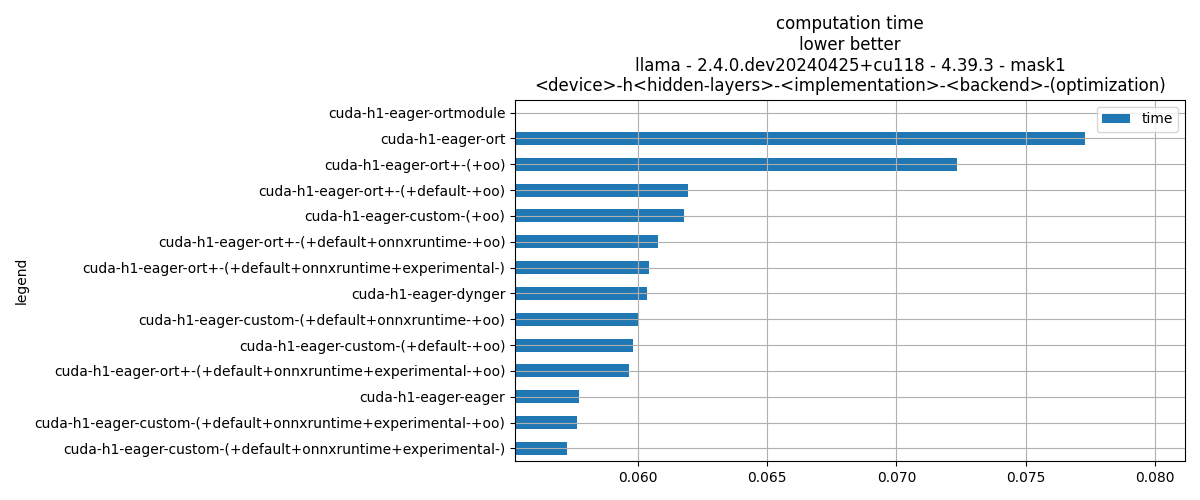 computation time
lower better
llama - 2.4.0.dev20240425+cu118 - 4.39.3 - mask1
<device>-h<hidden-layers>-<implementation>-<backend>-(optimization)
time
legend
cuda-h1-eager-ortmodule
cuda-h1-eager-ort
cuda-h1-eager-ort+-(+oo)
cuda-h1-eager-ort+-(+default-+oo)
cuda-h1-eager-custom-(+oo)
cuda-h1-eager-ort+-(+default+onnxruntime-+oo)
cuda-h1-eager-ort+-(+default+onnxruntime+experimental-)
cuda-h1-eager-dynger
cuda-h1-eager-custom-(+default+onnxruntime-+oo)
cuda-h1-eager-custom-(+default-+oo)
cuda-h1-eager-ort+-(+default+onnxruntime+experimental-+oo)
cuda-h1-eager-eager
cuda-h1-eager-custom-(+default+onnxruntime+experimental-+oo)
cuda-h1-eager-custom-(+default+onnxruntime+experimental-)
0.060 0.065 0.070 0.075 0.080